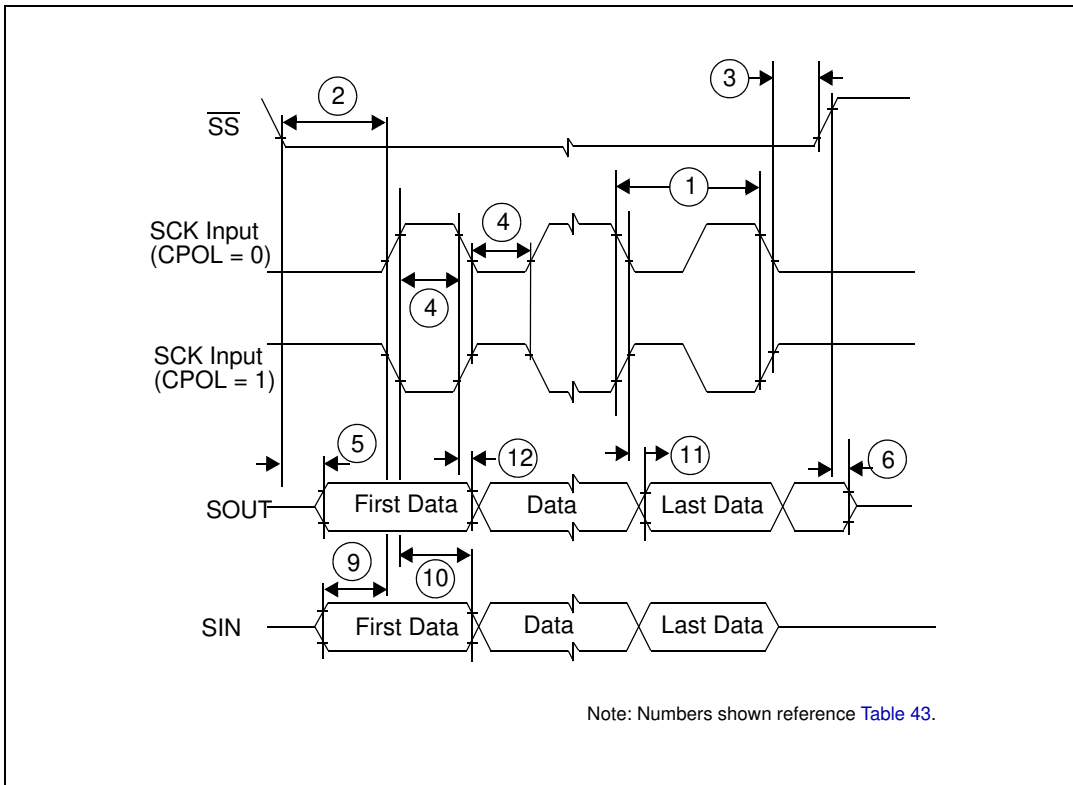 3
2
SS
1
SCK Input
(CPOL = 0)
4
4
SCK Input
(CPOL = 1)
5
12
11
6
SOUT
First Data
Data
Last Data
9
10
SIN
First Data
Data
Last Data
Note: Numbers shown reference Table 43.